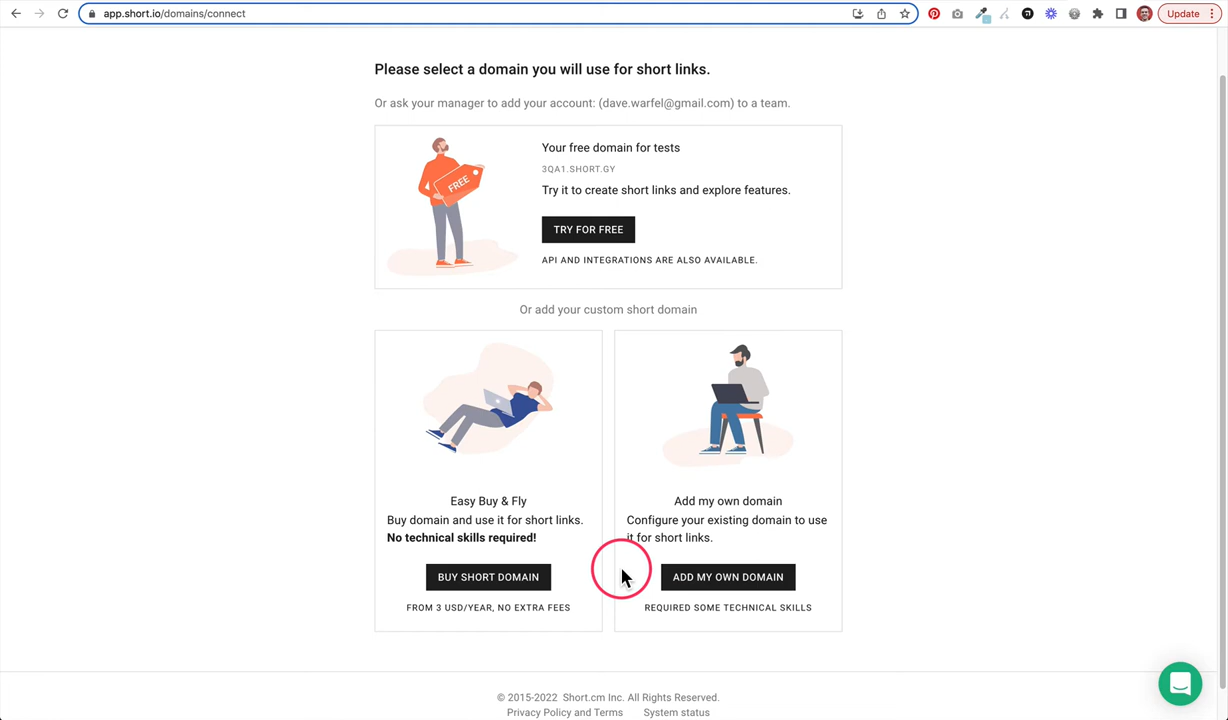 app.short.io/domains/connect
Update
Please select a domain you will use for short links.
Or ask your manager to add your account: (dave.warfel@gmail.com) to a team.
FREE
Your free domain for tests
3QA1.SHORT.GY
Try it to create short links and explore features.
TRY FOR FREE
API AND INTEGRATIONS ARE ALSO AVAILABLE.
Or add your custom short domain
Easy Buy & Fly
Buy domain and use it for short links.
No technical skills required!
BUY SHORT DOMAIN
FROM 3 USD/YEAR, NO EXTRA FEES
Add my own domain
Configure your existing domain to use
it for short links.
ADD MY OWN DOMAIN
REQUIRED SOME TECHNICAL SKILLS
© 2015-2022 Short.cm Inc. All Rights Reserved.
Privacy Policy and Terms System status